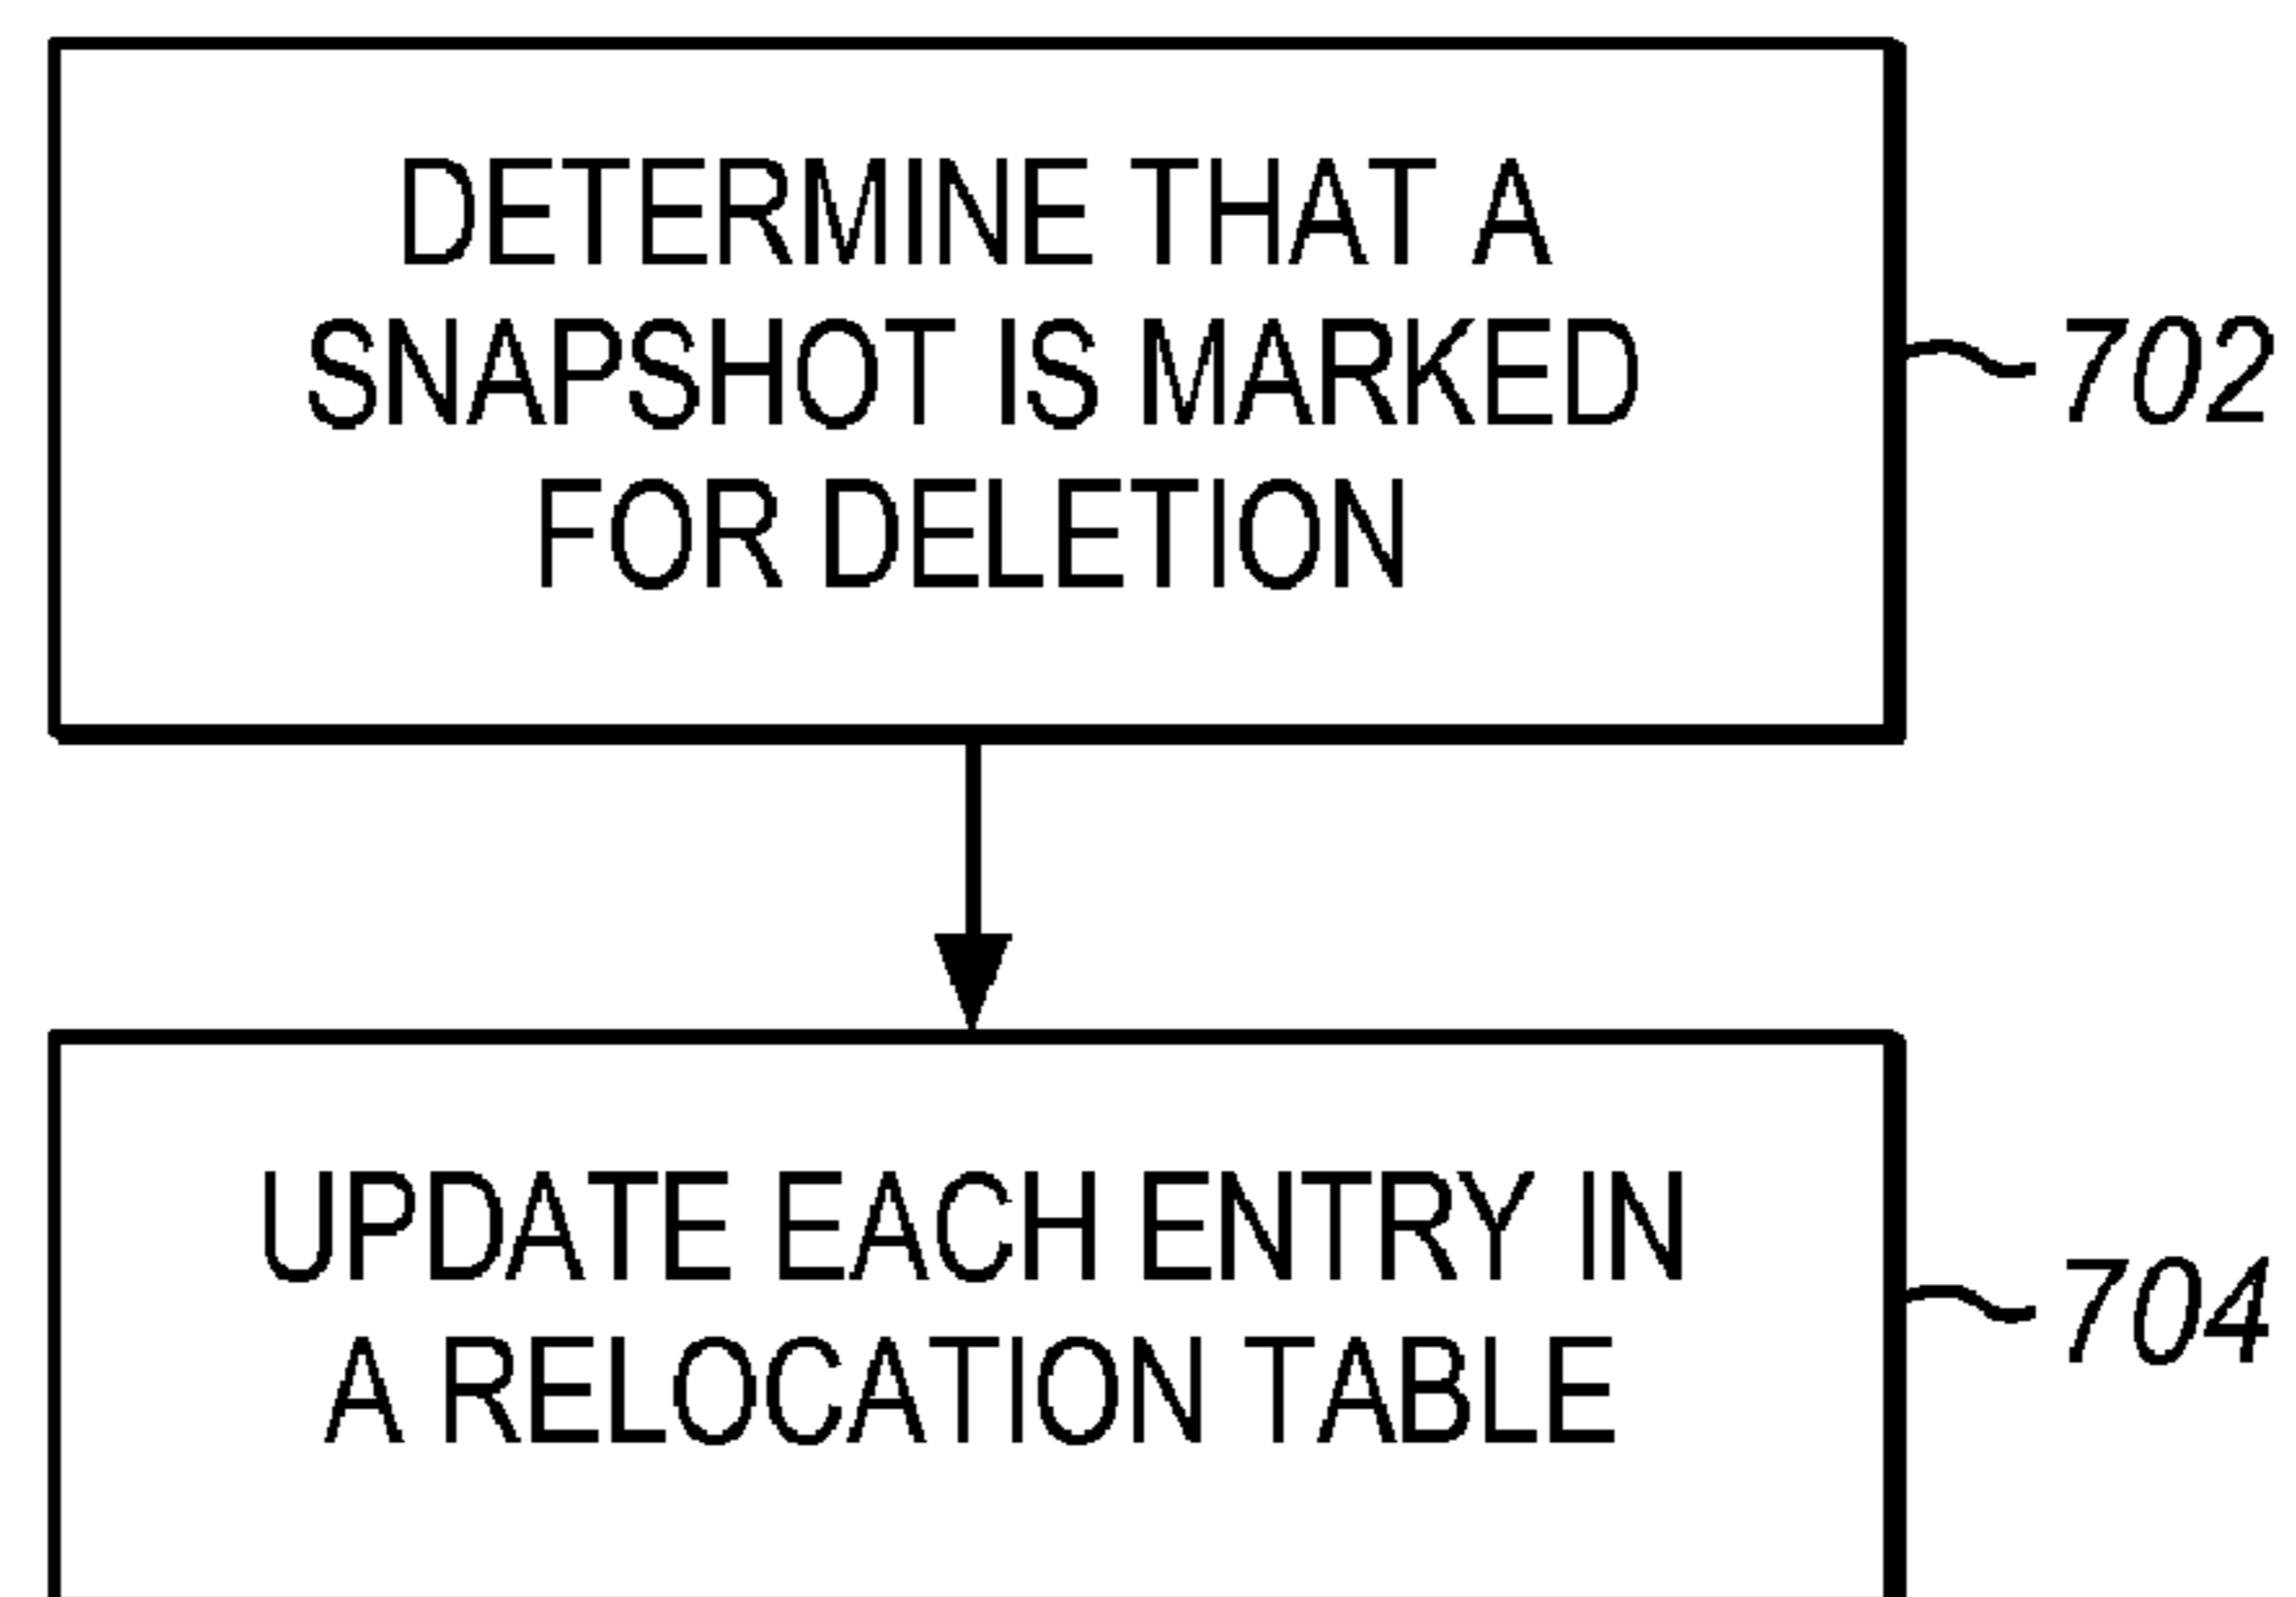 DETERMINE THAT A
SNAPSHOT IS MARKED
FOR DELETION
702
UPDATE EACH ENTRY IN
A RELOCATION TABLE
704